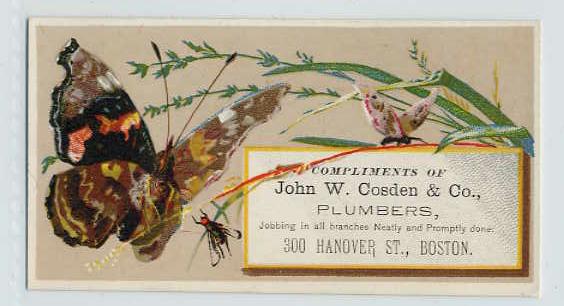 COMPLIMENTS OF
John W. Cosden & Co.,
PLUMBERS,
Jobbing in all branches Neatly and Promptly done.
300 HANOVER ST., BOSTON.